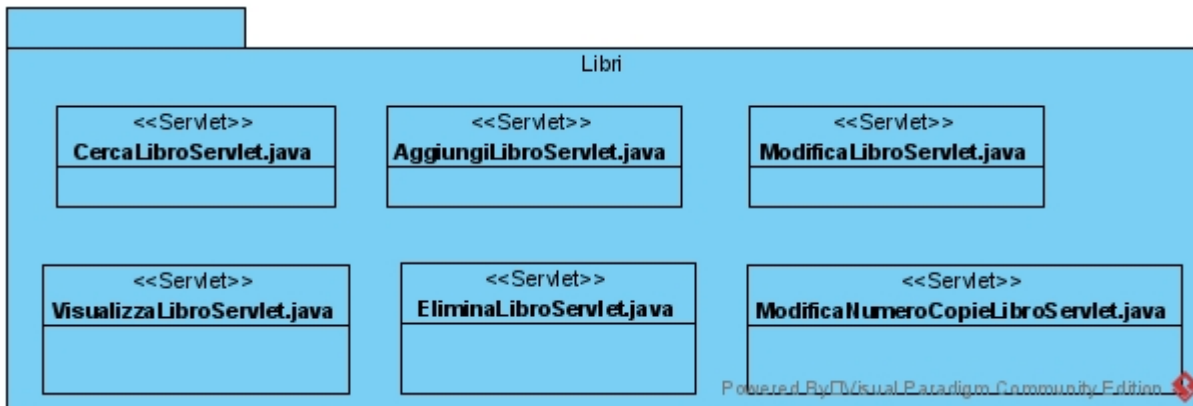 Libri
<<Servlet>>
CercaLibroServlet.java
<<Servlet>>
AggiungiLibroServlet.java
<<Servlet>>
ModificaLibroServlet.java
<<Servlet>>
VisualizzaLibroServlet.java
<<Servlet>>
EliminaLibroServlet.java
<<Servlet>>
ModificaNumeroCopieLibroServlet.java
Powered By□Visual Paradigm Community Edition